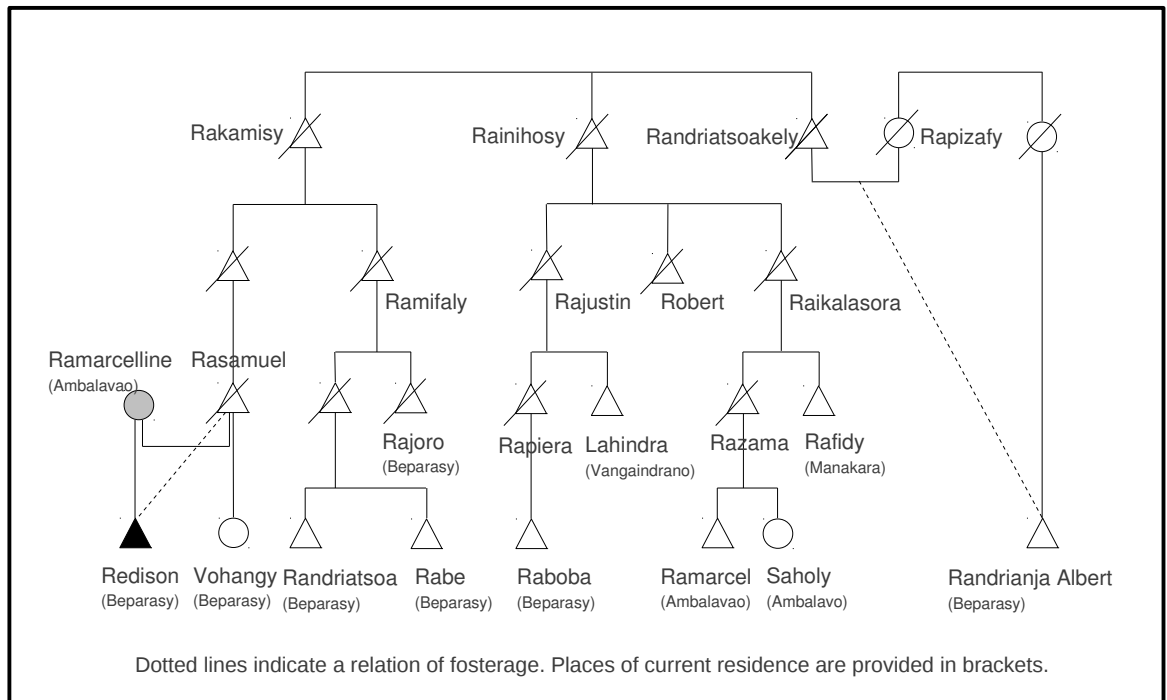 Rakamisy
Rainihosy
Randriatsoakely
Rapizafy
Ramifaly
Rajustin
Robert
Raikalasora
Ramarcelline
(Ambalavao)
Rasamuel
Rajoro
(Beparasy)
Rapiera
Lahindra
(Vangaindrano)
Razama
Rafidy
(Manakara)
Redison
(Beparasy)
Vohangy
(Beparasy)
Randriatsoa
(Beparasy)
Rabe
(Beparasy)
Raboba
(Beparasy)
Ramarcel
(Ambalavao)
Saholy
(Ambalavo)
Randrianja Albert
(Beparasy)
Dotted lines indicate a relation of fosterage. Places of current residence are provided in brackets.